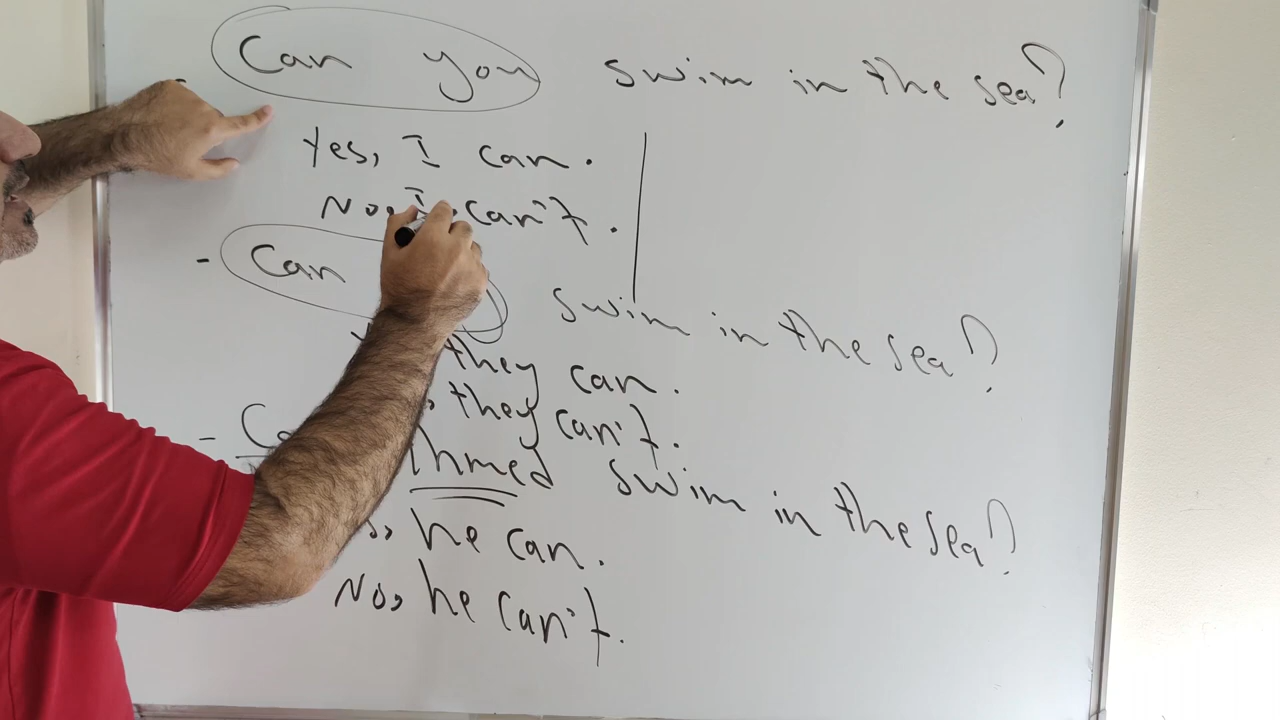 Can you swim in the sea?
Yes, I can.
No, I can't.
- Can swim in the sea?
they can.
they can't.
- swim in the sea?
he can.
No, he can't.